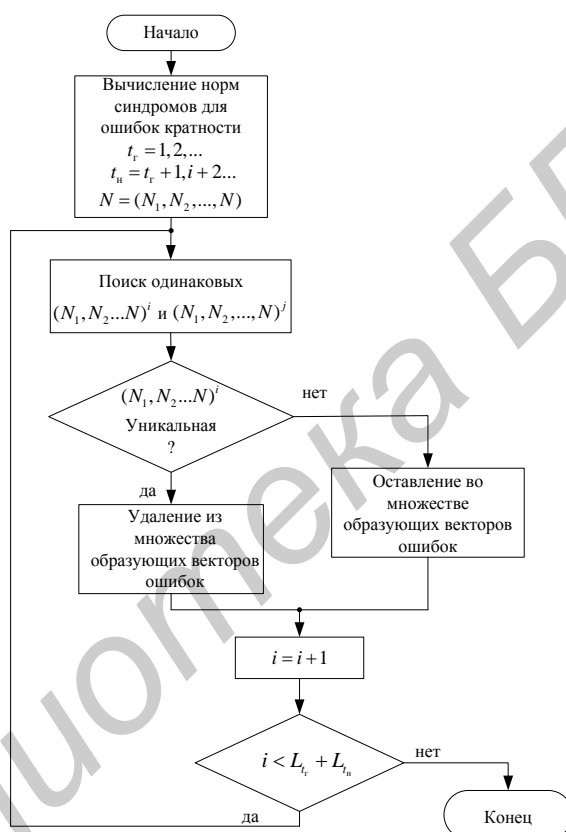 Начало
Вычисление норм
синдромов для
ошибок кратности
t_г = 1, 2, ...
t_н = t_г + 1, i + 2...
N = (N_1, N_2, ..., N)
Поиск одинаковых
(N_1, N_2...N)^i и (N_1, N_2, ..., N)^j
(N_1, N_2...N)^i
Уникальная
?
нет
да
Удаление из
множества
образующих векторов
ошибок
Оставление во
множестве
образующих векторов
ошибок
i = i + 1
i < L_{t_г} + L_{t_н}
нет
да
Конец